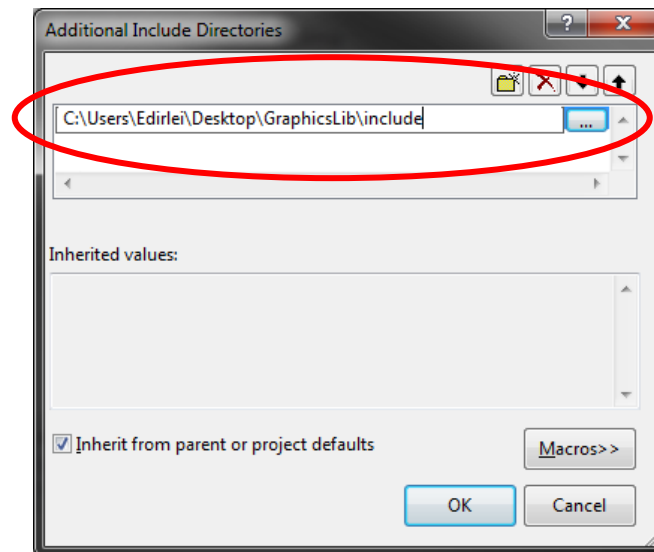 Additional Include Directories
?
C:\Users\Edirlei\Desktop\GraphicsLib\include
...
Inherited values:
Inherit from parent or project defaults
Macros>>
OK
Cancel